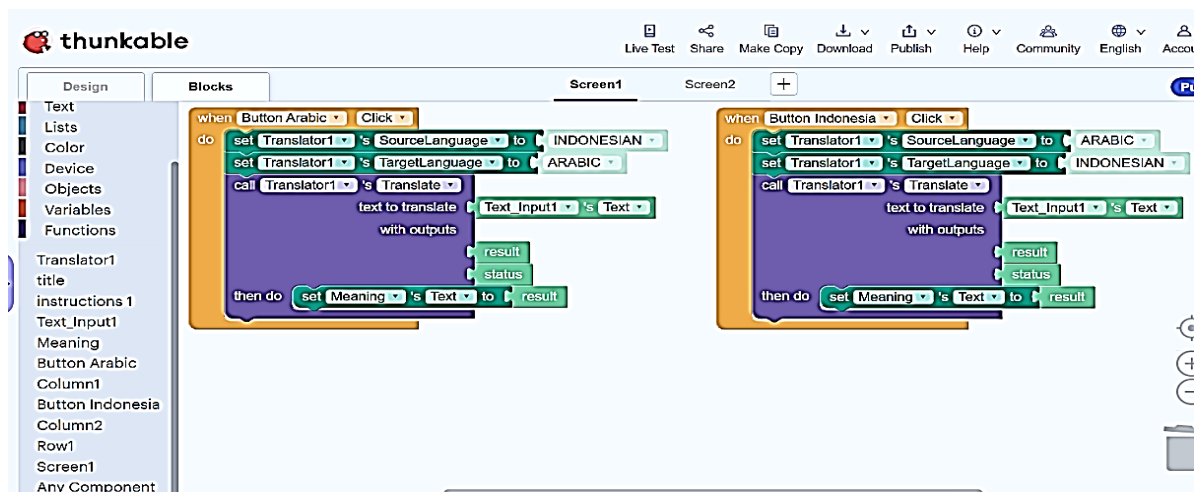 thunkable
Live Test Share Make Copy Download Publish Help Community English
Design Blocks Screen1 Screen2 +
Text
Lists
Color
Device
Objects
Variables
Functions
Translator1
title
instructions 1
Text_Input1
Meaning
Button Arabic
Column1
Button Indonesia
Column2
Row1
Screen1
Any Component
when Button Arabic Click
do set Translator1 's SourceLanguage to INDONESIAN
set Translator1 's TargetLanguage to ARABIC
call Translator1 's Translate
text to translate Text_Input1 's Text
with outputs
result
status
then do set Meaning 's Text to result
when Button Indonesia Click
do set Translator1 's SourceLanguage to ARABIC
set Translator1 's TargetLanguage to INDONESIAN
call Translator1 's Translate
text to translate Text_Input1 's Text
with outputs
result
status
then do set Meaning 's Text to result